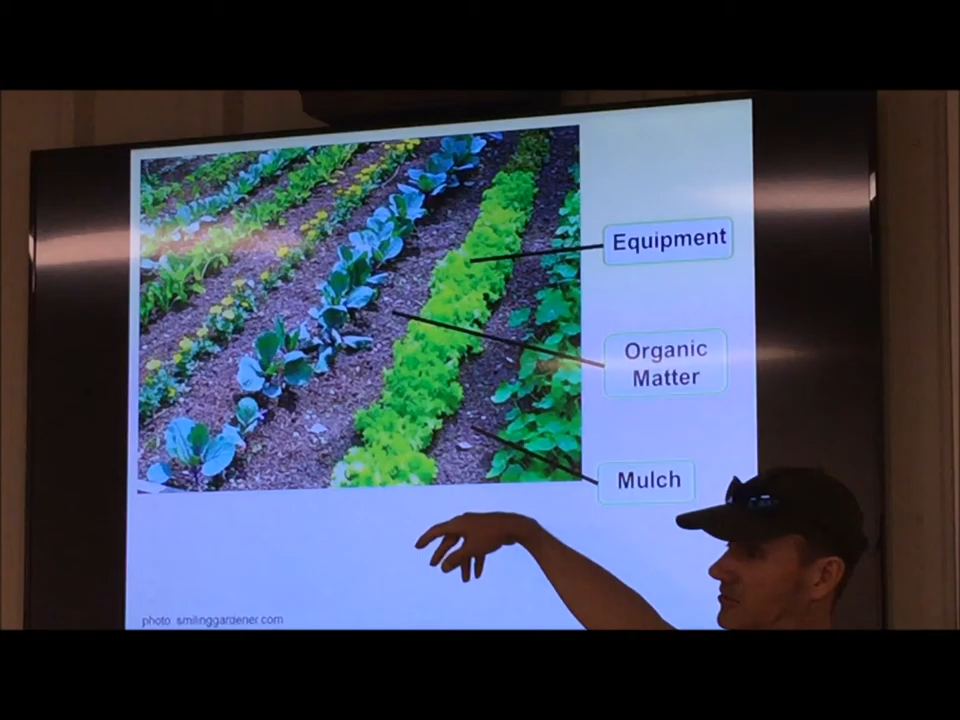 Equipment
Organic
Matter
Mulch
photo smilinggardener.com